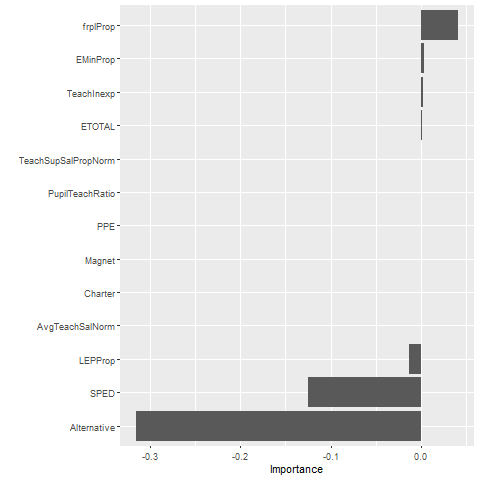 frplProp
EMinProp
TeachInexp
ETOTAL
TeachSupSalPropNorm
PupilTeachRatio
PPE
Magnet
Charter
AvgTeachSalNorm
LEPProp
SPED
Alternative
-0.3 -0.2 -0.1 0.0
Importance